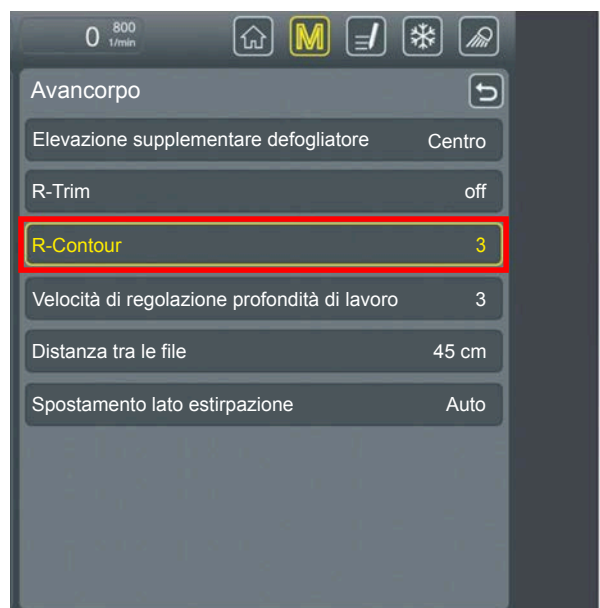 0 800
1/min
M
Avancorpo
Elevazione supplementare defogliatore Centro
R-Trim off
R-Contour 3
Velocità di regolazione profondità di lavoro 3
Distanza tra le file 45 cm
Spostamento lato estirpazione Auto